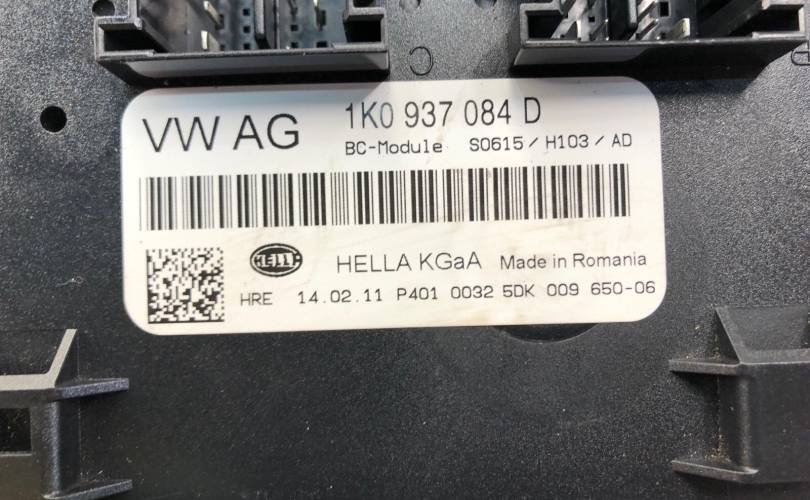 VW AG
1K0 937 084 D
BC-Module S0615/H103/AD
HELLA
HELLA KGaA Made in Romania
HRE 14.02.11 P401 0032 5DK 009 650-06
C